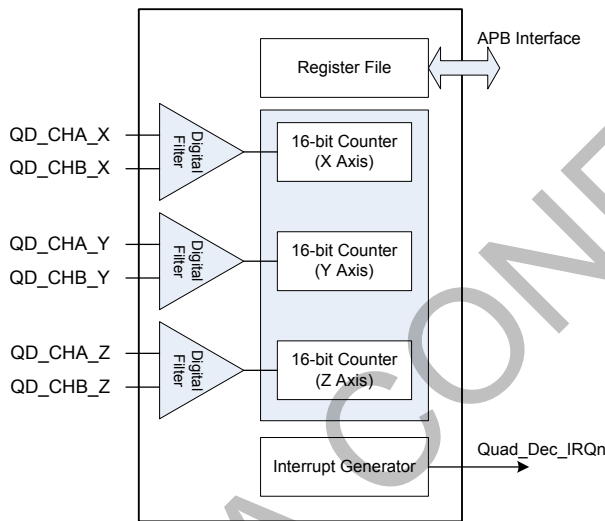 APB Interface
Register File
QD_CHA_X
QD_CHB_X
Digital
Filter
16-bit Counter
(X Axis)
QD_CHA_Y
QD_CHB_Y
Digital
Filter
16-bit Counter
(Y Axis)
QD_CHA_Z
QD_CHB_Z
Digital
Filter
16-bit Counter
(Z Axis)
Interrupt Generator
Quad_Dec_IRQn